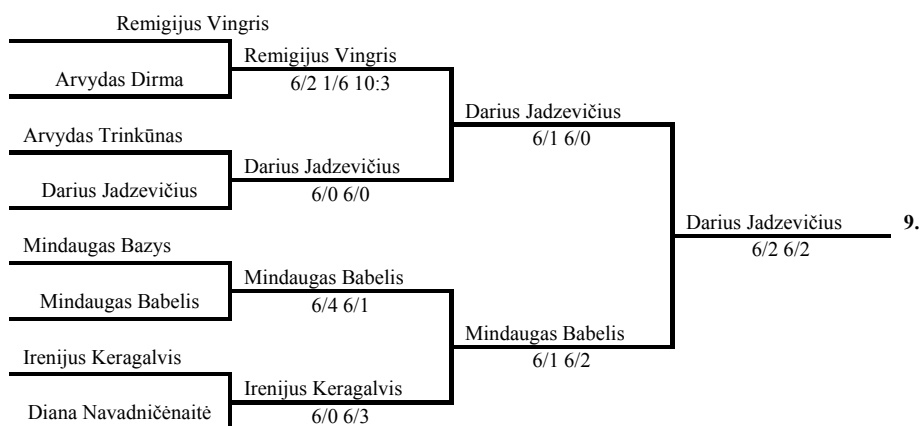 Remigijus Vingris
Remigijus Vingris
Arvydas Dirma
6/2 1/6 10:3
Darius Jadzevičius
6/1 6/0
Arvydas Trinkūnas
Darius Jadzevičius
Darius Jadzevičius
6/0 6/0
Darius Jadzevičius 9.
6/2 6/2
Mindaugas Bazys
Mindaugas Babelis
Mindaugas Babelis
6/4 6/1
Mindaugas Babelis
6/1 6/2
Irenijus Keragalvis
Irenijus Keragalvis
Diana Navadničėnaitė
6/0 6/3